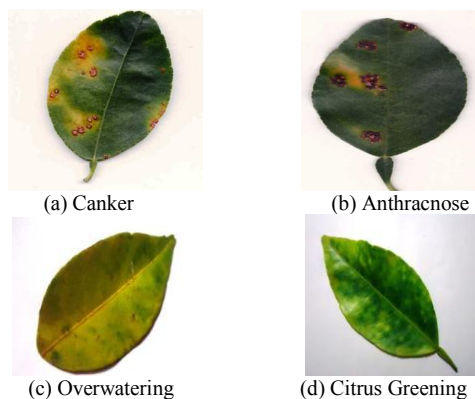 (a) Canker
(b) Anthracnose
(c) Overwatering
(d) Citrus Greening